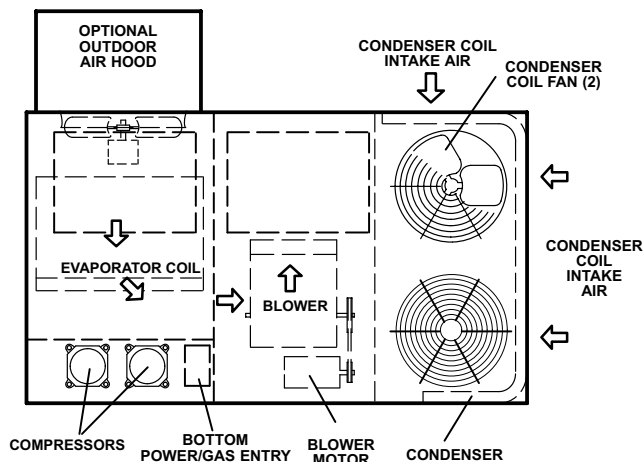 OPTIONAL
OUTDOOR
AIR HOOD
CONDENSER COIL
INTAKE AIR
CONDENSER
COIL FAN (2)
EVAPORATOR COIL
BLOWER
CONDENSER
COIL
INTAKE
AIR
COMPRESSORS
BOTTOM
POWER/GAS ENTRY
BLOWER
MOTOR
CONDENSER